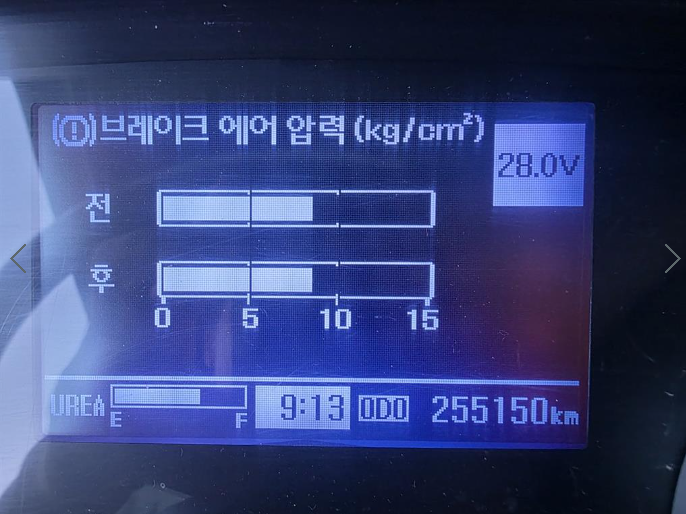 (!) 브레이크 에어 압력 (kg/cm²)
28.0V
전
후
0 5 10 15
UREA E F 9:13 ODO 255150km